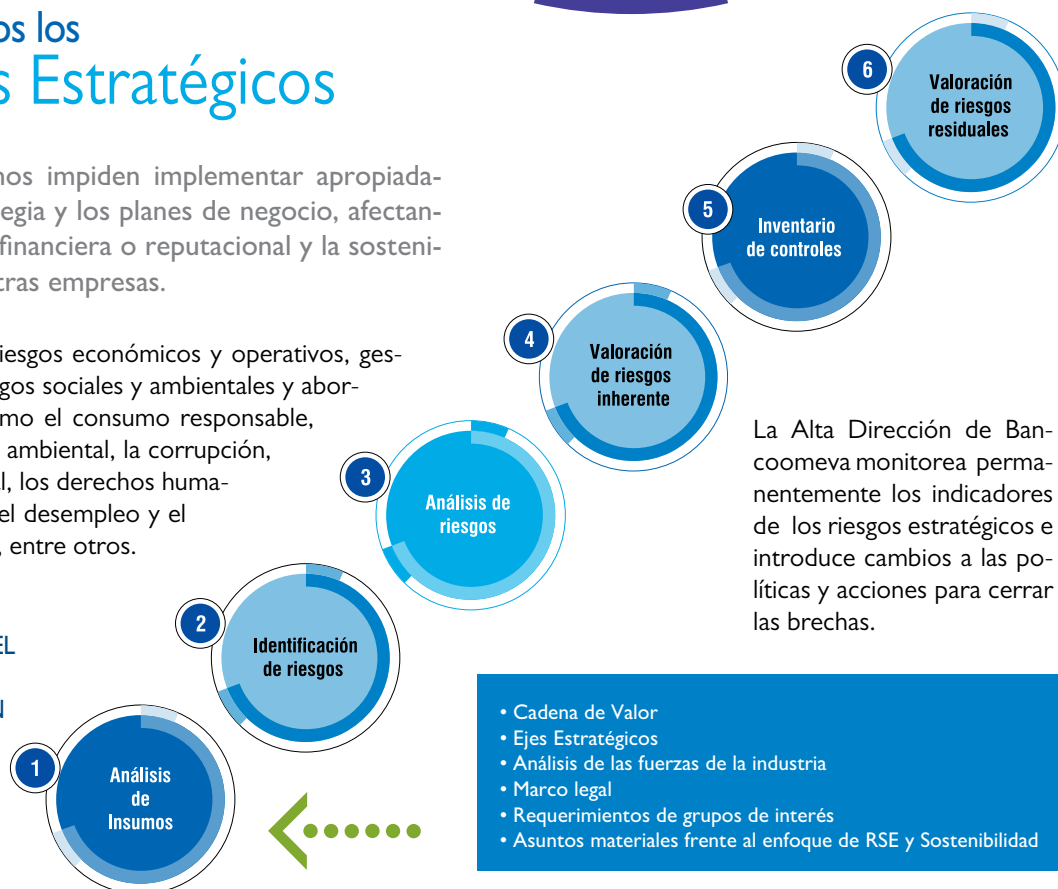 os los
s Estratégicos
nos impiden implementar apropiada-
egia y los planes de negocio, afectan-
financiera o reputacional y la sosteni-
tras empresas.
iesgos económicos y operativos, ges-
gos sociales y ambientales y abor-
omo el consumo responsable,
ambiental, la corrupción,
l, los derechos huma-
el desempleo y el
, entre otros.
EL
N
1
Análisis
de
Insumos
2
Identificación
de riesgos
3
Análisis de
riesgos
4
Valoración
de riesgos
inherente
5
Inventario
de controles
6
Valoración
de riesgos
residuales
La Alta Dirección de Ban-
coomeva monitorea perma-
nentemente los indicadores
de los riesgos estratégicos e
introduce cambios a las po-
líticas y acciones para cerrar
las brechas.
• Cadena de Valor
• Ejes Estratégicos
• Análisis de las fuerzas de la industria
• Marco legal
• Requerimientos de grupos de interés
• Asuntos materiales frente al enfoque de RSE y Sostenibilidad